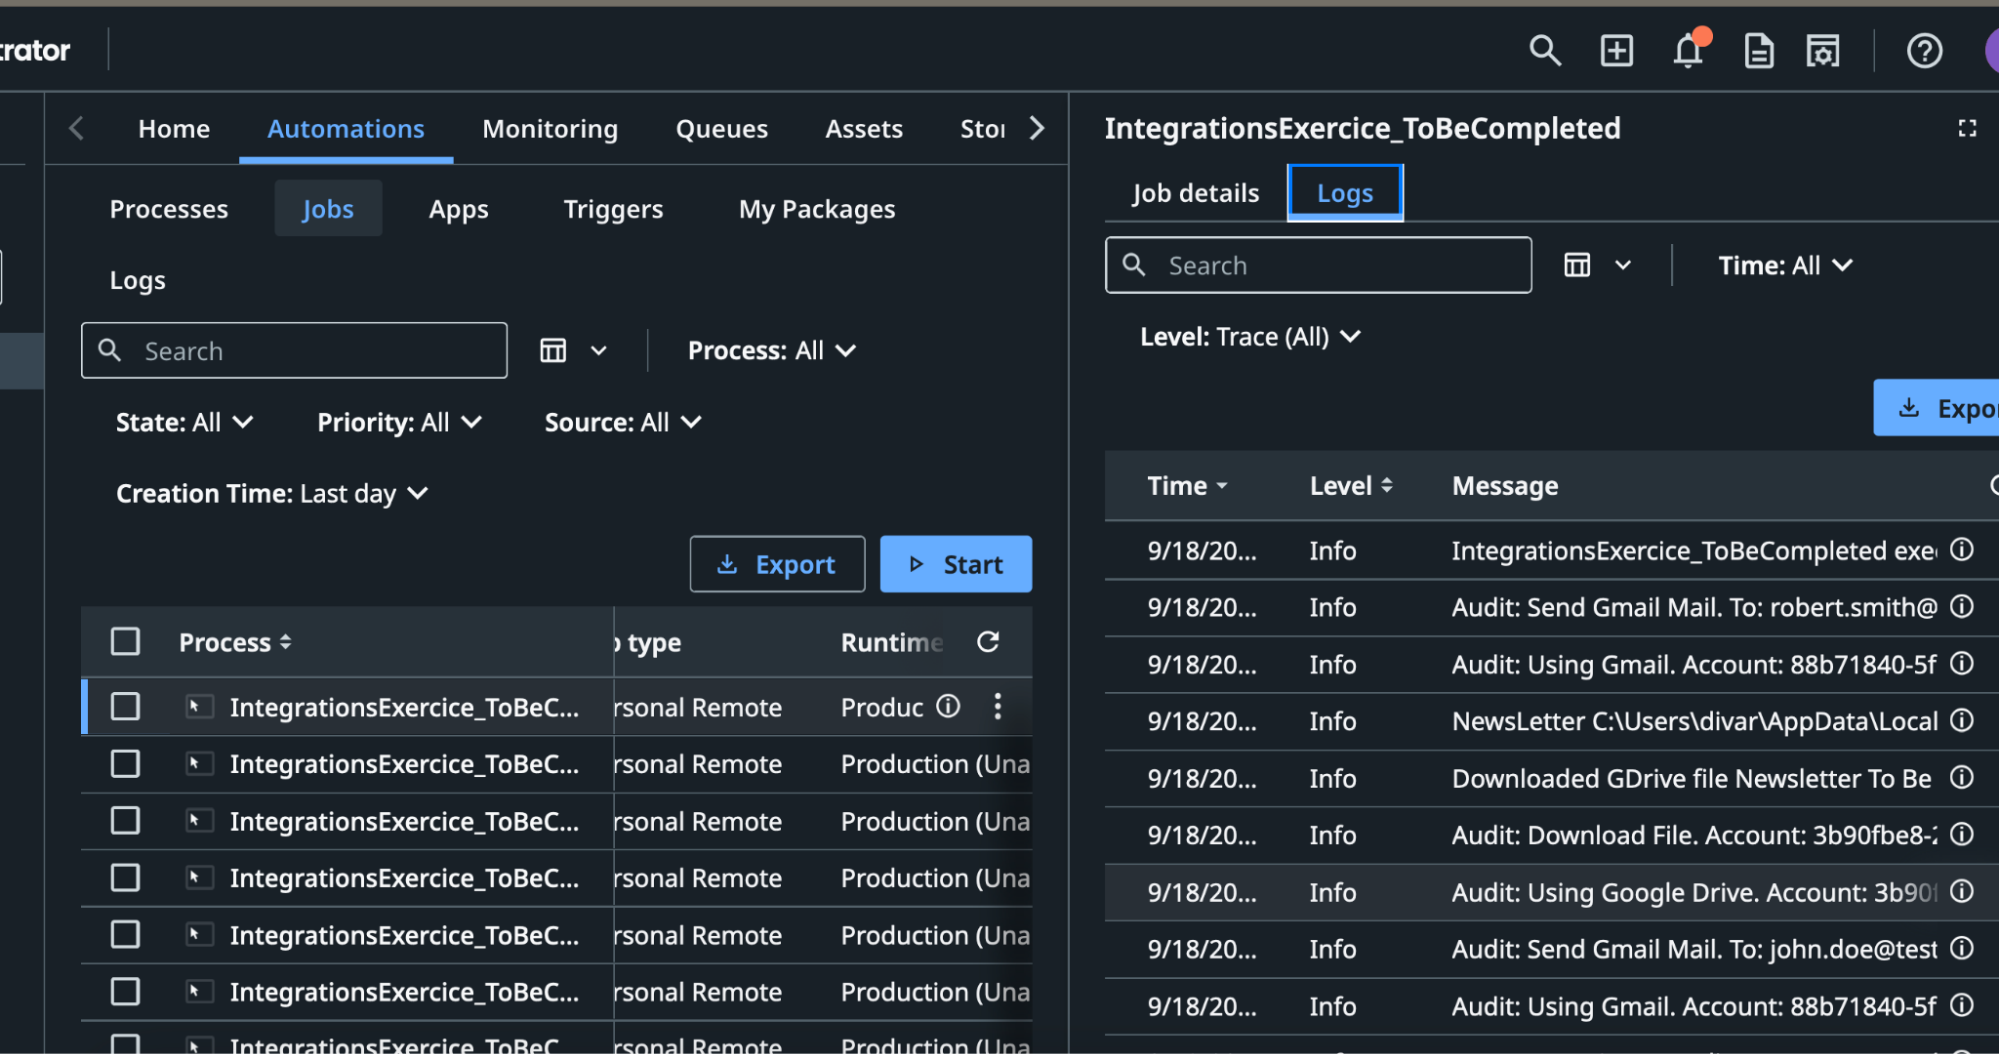 trator
Home Automations Monitoring Queues Assets Stor
Processes Jobs Apps Triggers My Packages
Logs
Search Process: All
State: All Priority: All Source: All
Creation Time: Last day
Export Start
Process type Runtime
IntegrationsExercice_ToBeC... rsonal Remote Produc
IntegrationsExercice_ToBeC... rsonal Remote Production (Una
IntegrationsExercice_ToBeC... rsonal Remote Production (Una
IntegrationsExercice_ToBeC... rsonal Remote Production (Una
IntegrationsExercice_ToBeC... rsonal Remote Production (Una
IntegrationsExercice_ToBeC... rsonal Remote Production (Una
IntegrationsExercice_ToBeC rsonal Remote Production (Una
IntegrationsExercice_ToBeCompleted
Job details Logs
Search Time: All
Level: Trace (All)
Expor
Time Level Message
9/18/20... Info IntegrationsExercice_ToBeCompleted exe
9/18/20... Info Audit: Send Gmail Mail. To: robert.smith@
9/18/20... Info Audit: Using Gmail. Account: 88b71840-5f
9/18/20... Info NewsLetter C:\Users\divar\AppData\Local
9/18/20... Info Downloaded GDrive file Newsletter To Be
9/18/20... Info Audit: Download File. Account: 3b90fbe8-2
9/18/20... Info Audit: Using Google Drive. Account: 3b90f
9/18/20... Info Audit: Send Gmail Mail. To: john.doe@test
9/18/20... Info Audit: Using Gmail. Account: 88b71840-5f